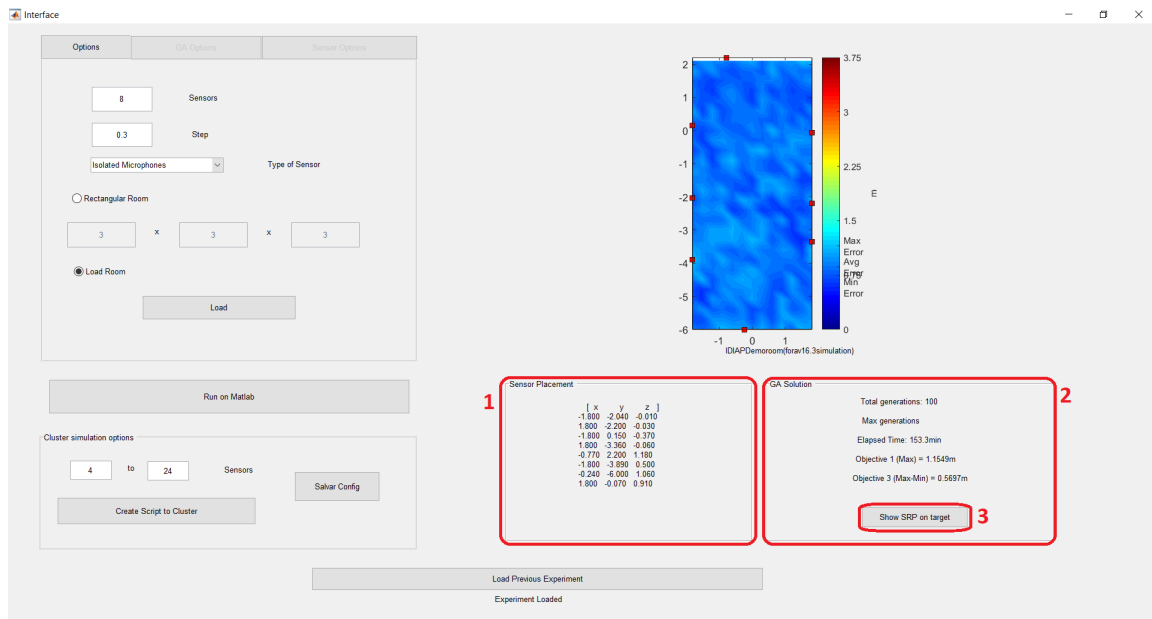 Interface
Options GA Options Sensor Options
8 Sensors
0.3 Step
Isolated Microphones Type of Sensor
Rectangular Room
3 x 3 x 3
Load Room
Load
Run on Matlab
Cluster simulation options
4 to 24 Sensors
Salvar Config
Create Script to Cluster
2
1
0
-1
-2
-3
-4
-5
-6
-1 0 1
IDIAPDemoroom(forav16.3simulation)
3.75
3
2.25
1.5
0
m
Max
Error
Avg
Error
Min
Error
1
Sensor Placement
[ x y z ]
-1.800 -2.040 -0.010
1.800 -2.200 -0.030
-1.800 0.150 -0.370
1.800 -3.360 -0.060
-0.770 2.200 1.180
-1.800 -3.890 0.500
-0.240 -6.000 1.060
1.800 -0.070 0.910
2
GA Solution
Total generations: 100
Max generations
Elapsed Time: 153.3min
Objective 1 (Max) = 1.1549m
Objective 3 (Max-Min) = 0.5697m
Show SRP on target 3
Load Previous Experiment
Experiment Loaded